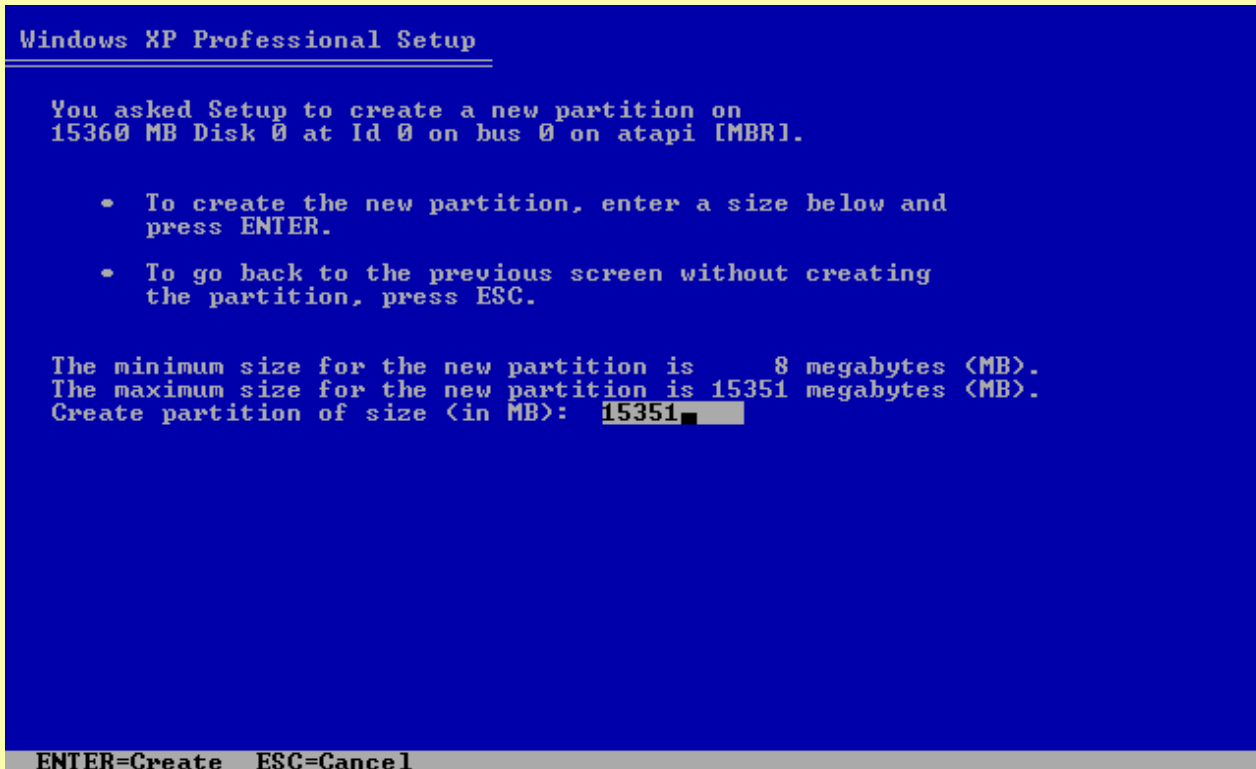 Windows XP Professional Setup
You asked Setup to create a new partition on
15360 MB Disk 0 at Id 0 on bus 0 on atapi [MBR].
• To create the new partition, enter a size below and
press ENTER.
• To go back to the previous screen without creating
the partition, press ESC.
The minimum size for the new partition is 8 megabytes (MB).
The maximum size for the new partition is 15351 megabytes (MB).
Create partition of size (in MB): 15351
ENTER=Create ESC=Cancel